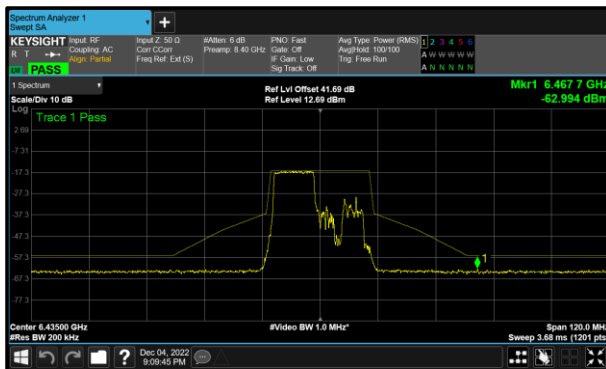 Spectrum Analyzer 1
Swept SA
KEYSIGHT
R T
PASS
Input: RF
Coupling: AC
Align: Partial
Input Z: 50 Ω
Corr CCorr
Freq Ref: Ext (S)
#Atten: 6 dB
Preamp: 8.40 GHz
PNO: Fast
Gate: Off
IF Gain: Low
Sig Track: Off
Avg Type: Power (RMS)
Avg|Hold: 100/100
Trig: Free Run
1 2 3 4 5 6
A W W W W W
A N N N N N
1 Spectrum
Scale/Div 10 dB
Ref Lvl Offset 41.69 dB
Ref Level 12.69 dBm
Mkr1 6.467 7 GHz
-62.994 dBm
Log
Trace 1 Pass
2.69
-7.31
-17.3
-27.3
-37.3
-47.3
-57.3
-67.3
-77.3
1
Center 6.43500 GHz
#Res BW 200 kHz
#Video BW 1.0 MHz*
Span 120.0 MHz
Sweep 3.68 ms (1201 pts)
?
Dec 04, 2022
9:09:45 PM